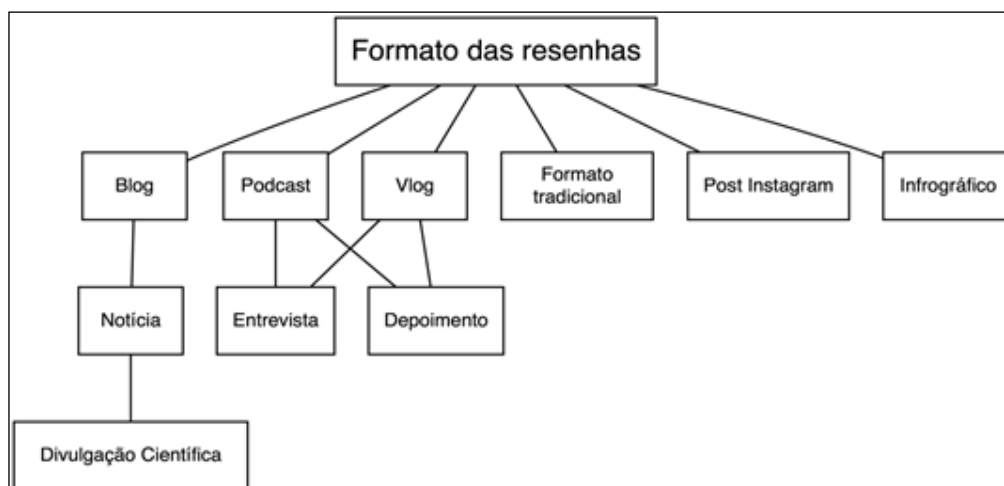 Formato das resenhas
Blog
Podcast
Vlog
Formato
tradicional
Post Instagram
Infrográfico
Notícia
Entrevista
Depoimento
Divulgação Científica